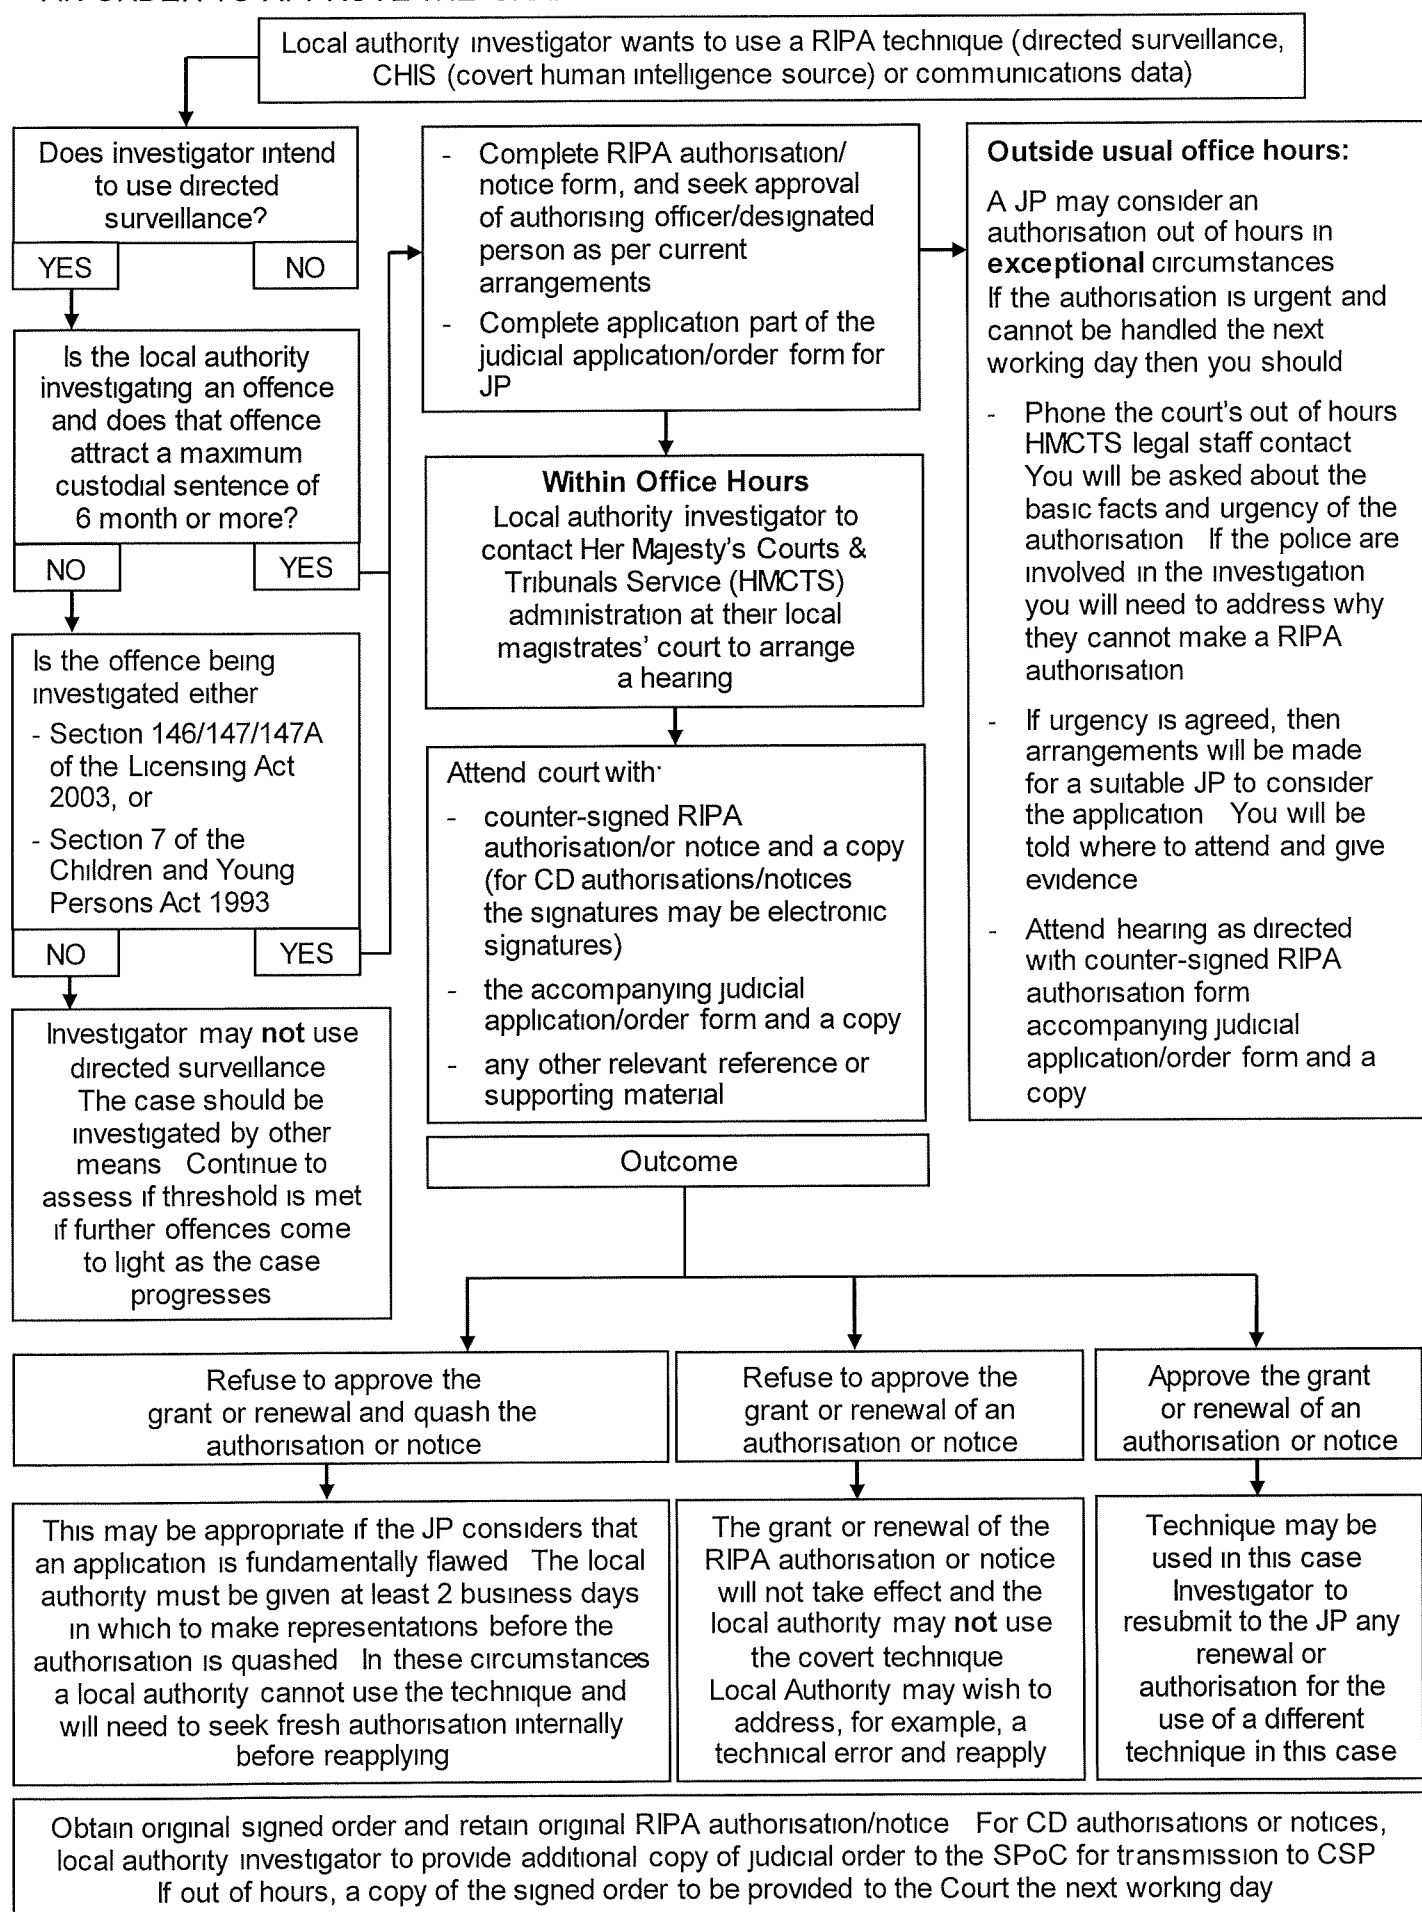 Local authority investigator wants to use a RIPA technique (directed surveillance,
CHIS (covert human intelligence source) or communications data)
Does investigator intend
to use directed
surveillance?
YES
NO
Is the local authority
investigating an offence
and does that offence
attract a maximum
custodial sentence of
6 month or more?
NO
YES
Is the offence being
investigated either
- Section 146/147/147A
of the Licensing Act
2003, or
- Section 7 of the
Children and Young
Persons Act 1993
NO
YES
Investigator may not use
directed surveillance
The case should be
investigated by other
means Continue to
assess if threshold is met
if further offences come
to light as the case
progresses
- Complete RIPA authorisation/
notice form, and seek approval
of authorising officer/designated
person as per current
arrangements
- Complete application part of the
judicial application/order form for
JP
Within Office Hours
Local authority investigator to
contact Her Majesty's Courts &
Tribunals Service (HMCTS)
administration at their local
magistrates' court to arrange
a hearing
Attend court with:
- counter-signed RIPA
authorisation/or notice and a copy
(for CD authorisations/notices
the signatures may be electronic
signatures)
- the accompanying judicial
application/order form and a copy
- any other relevant reference or
supporting material
Outside usual office hours:
A JP may consider an
authorisation out of hours in
exceptional circumstances
If the authorisation is urgent and
cannot be handled the next
working day then you should
- Phone the court's out of hours
HMCTS legal staff contact
You will be asked about the
basic facts and urgency of the
authorisation If the police are
involved in the investigation
you will need to address why
they cannot make a RIPA
authorisation
- If urgency is agreed, then
arrangements will be made
for a suitable JP to consider
the application You will be
told where to attend and give
evidence
- Attend hearing as directed
with counter-signed RIPA
authorisation form
accompanying judicial
application/order form and a
copy
Outcome
Refuse to approve the
grant or renewal and quash the
authorisation or notice
Refuse to approve the
grant or renewal of an
authorisation or notice
Approve the grant
or renewal of an
authorisation or notice
This may be appropriate if the JP considers that
an application is fundamentally flawed The local
authority must be given at least 2 business days
in which to make representations before the
authorisation is quashed In these circumstances
a local authority cannot use the technique and
will need to seek fresh authorisation internally
before reapplying
The grant or renewal of the
RIPA authorisation or notice
will not take effect and the
local authority may not use
the covert technique
Local Authority may wish to
address, for example, a
technical error and reapply
Technique may be
used in this case
Investigator to
resubmit to the JP any
renewal or
authorisation for the
use of a different
technique in this case
Obtain original signed order and retain original RIPA authorisation/notice For CD authorisations or notices,
local authority investigator to provide additional copy of judicial order to the SPoC for transmission to CSP
If out of hours, a copy of the signed order to be provided to the Court the next working day